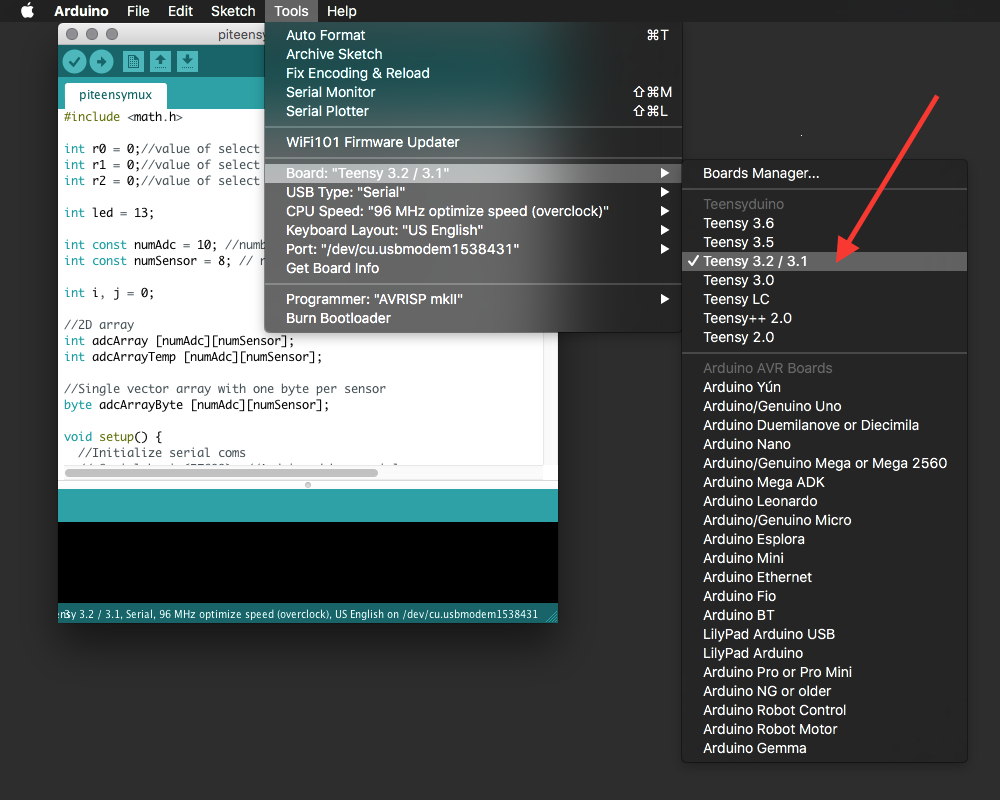 Arduino File Edit Sketch Tools Help
piteensy
piteensymux
#include <math.h>
int r0 = 0;//value of select
int r1 = 0;//value of select
int r2 = 0;//value of select
int led = 13;
int const numAdc = 10; //numb
int const numSensor = 8; // n
int i, j = 0;
//2D array
int adcArray [numAdc][numSensor];
int adcArrayTemp [numAdc][numSensor];
//Single vector array with one byte per sensor
byte adcArrayByte [numAdc][numSensor];
void setup() {
//Initialize serial coms
sy 3.2 / 3.1, Serial, 96 MHz optimize speed (overclock), US English on /dev/cu.usbmodem1538431
Auto Format ⌘T
Archive Sketch
Fix Encoding & Reload
Serial Monitor ⇧⌘M
Serial Plotter ⇧⌘L
WiFi101 Firmware Updater
Board: "Teensy 3.2 / 3.1"
USB Type: "Serial"
CPU Speed: "96 MHz optimize speed (overclock)"
Keyboard Layout: "US English"
Port: "/dev/cu.usbmodem1538431"
Get Board Info
Programmer: "AVRISP mkII"
Burn Bootloader
Boards Manager...
Teensyduino
Teensy 3.6
Teensy 3.5
✓ Teensy 3.2 / 3.1
Teensy 3.0
Teensy LC
Teensy++ 2.0
Teensy 2.0
Arduino AVR Boards
Arduino Yún
Arduino/Genuino Uno
Arduino Duemilanove or Diecimila
Arduino Nano
Arduino/Genuino Mega or Mega 2560
Arduino Mega ADK
Arduino Leonardo
Arduino/Genuino Micro
Arduino Esplora
Arduino Mini
Arduino Ethernet
Arduino Fio
Arduino BT
LilyPad Arduino USB
LilyPad Arduino
Arduino Pro or Pro Mini
Arduino NG or older
Arduino Robot Control
Arduino Robot Motor
Arduino Gemma